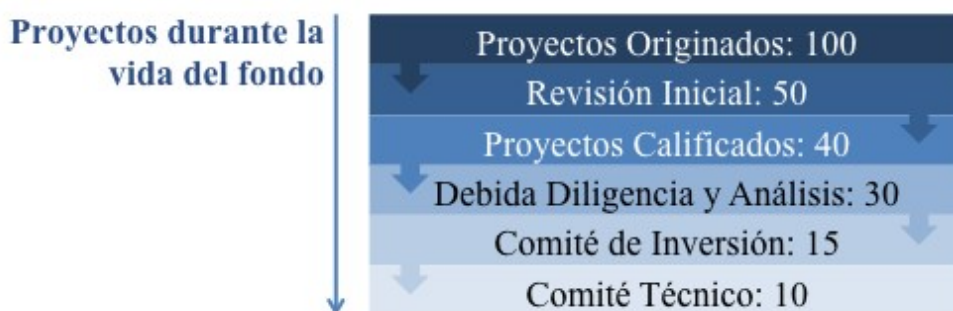 Proyectos durante la
vida del fondo
Proyectos Originados: 100
Revisión Inicial: 50
Proyectos Calificados: 40
Debida Diligencia y Análisis: 30
Comité de Inversión: 15
Comité Técnico: 10